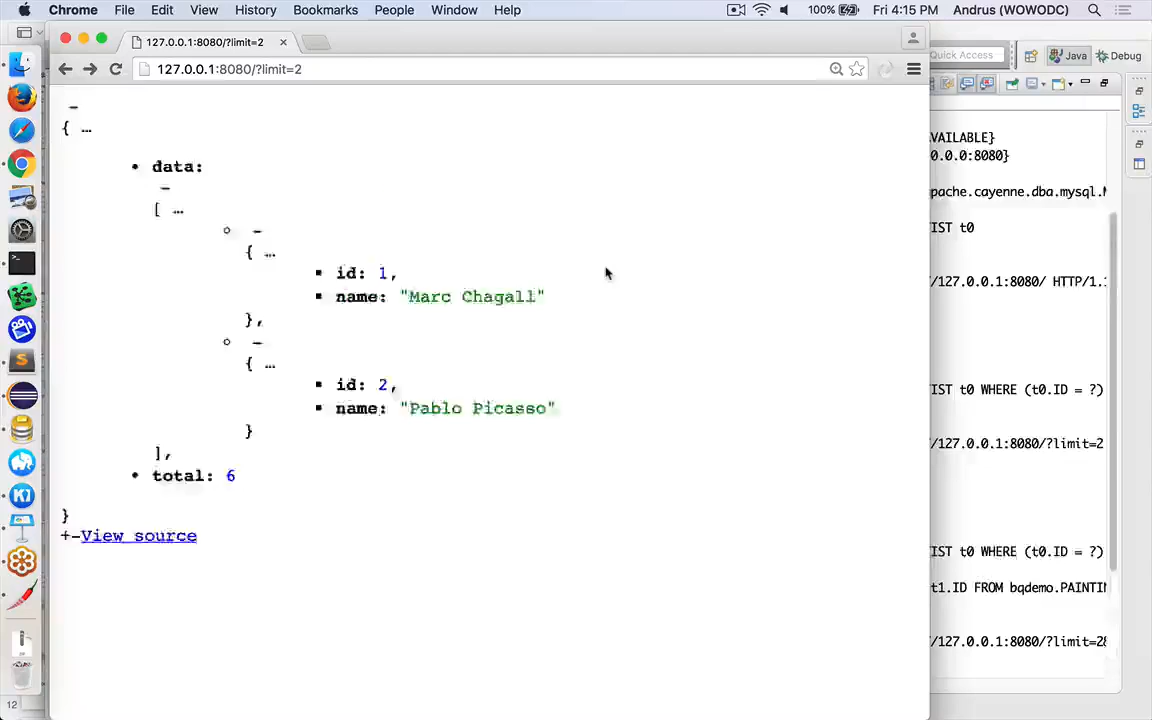 Chrome File Edit View History Bookmarks People Window Help 100% Fri 4:15 PM Andrus (WOWODC)
127.0.0.1:8080/?limit=2
Quick Access Java Debug
127.0.0.1:8080/?limit=2
–
{ …
• data:
–
[ …
–
{ …
id: 1,
name: "Marc Chagall"
},
–
{ …
id: 2,
name: "Pablo Picasso"
}
],
• total: 6
}
+-View source
VAILABLE}
0.0.0:8080}
pache.cayenne.dba.mysql.
IST t0
/127.0.0.1:8080/ HTTP/1.
IST t0 WHERE (t0.ID = ?)
/127.0.0.1:8080/?limit=2
IST t0 WHERE (t0.ID = ?)
t1.ID FROM bqdemo.PAINTI
/127.0.0.1:8080/?limit=2
12